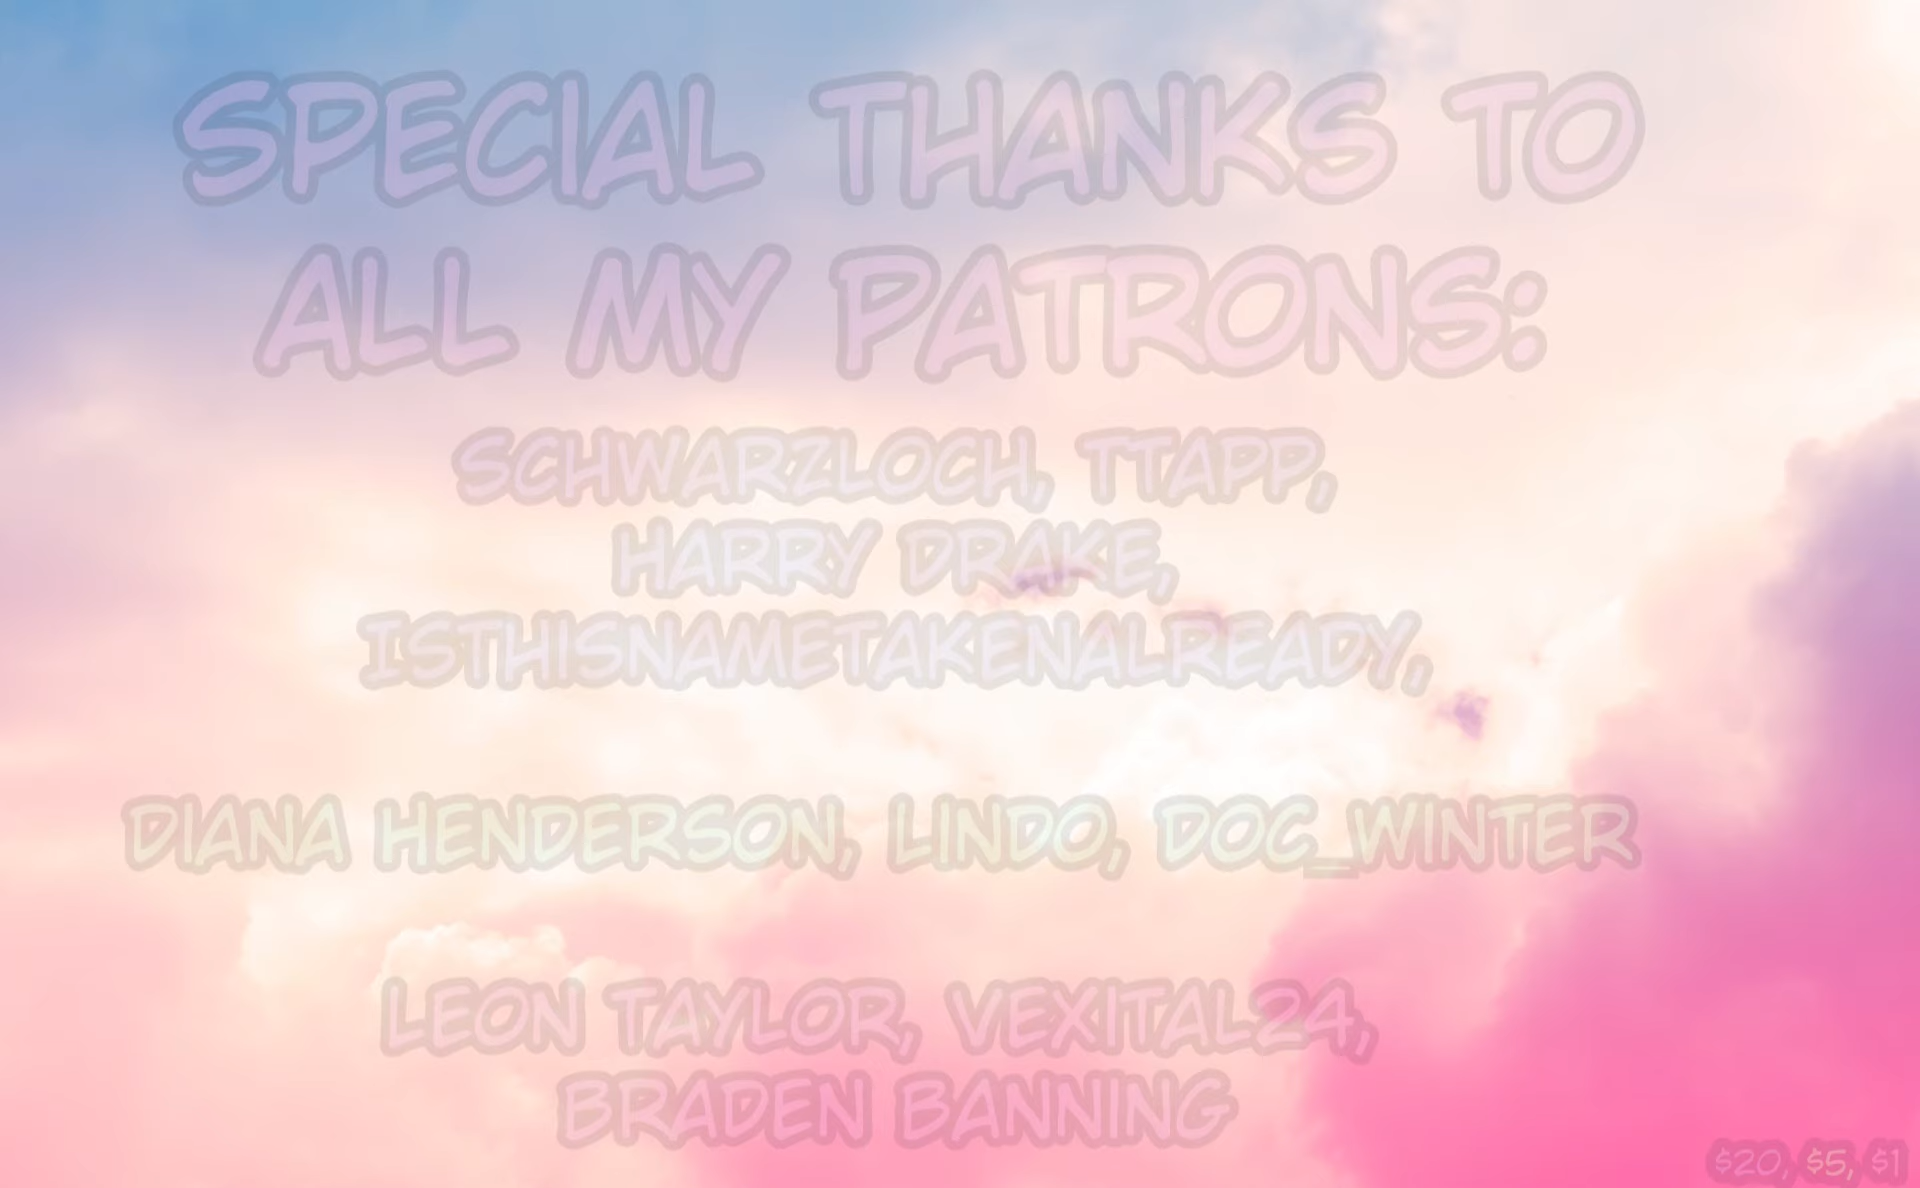 SPECIAL THANKS TO
ALL MY PATRONS:
SCHWARZLOCH, TTAPP,
HARRY DRAKE,
ISTHISNAMETAKENALREADY,
DIANA HENDERSON, LINDO, DOC_WINTER
LEON TAYLOR, VEXITAL24,
BRADEN BANNING
$20, $5, $1